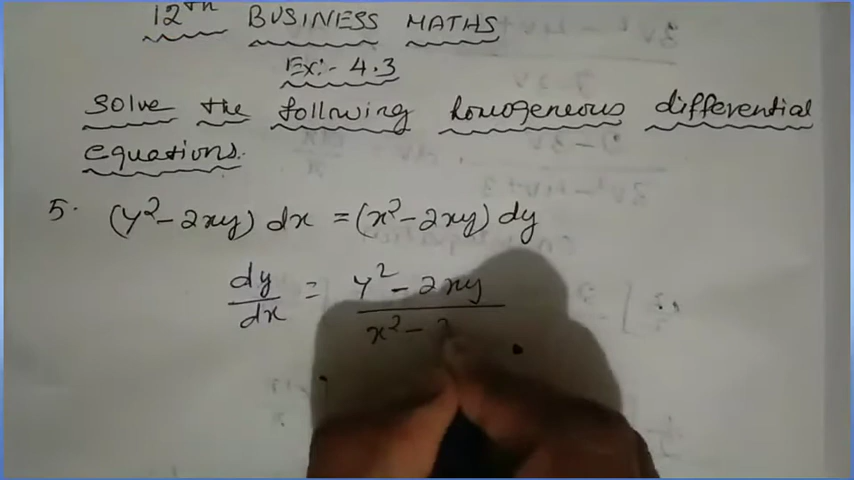 12th BUSINESS MATHS
Ex:- 4.3
Solve the following homogeneous differential
equations.
5. (y² - 2xy) dx = (x² - 2xy) dy
dy/dx = y² - 2xy / x² - 2